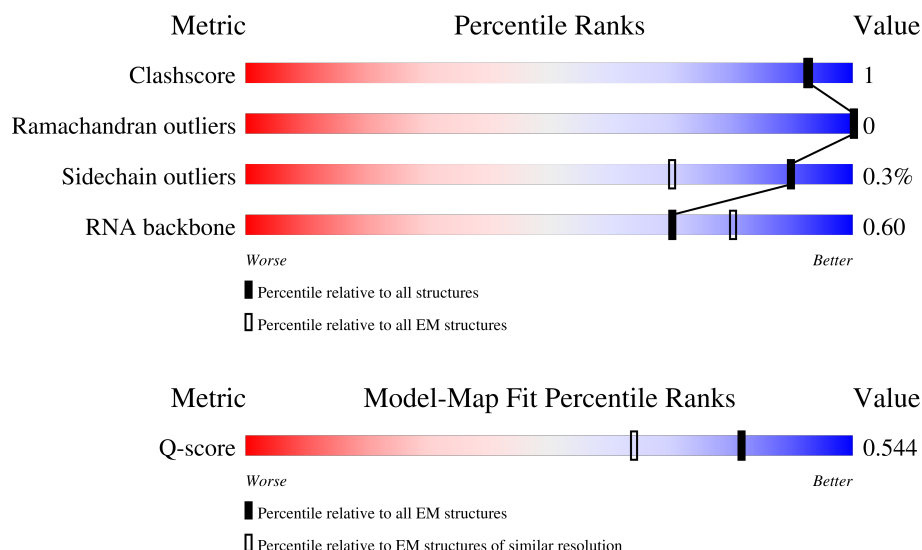 Metric Percentile Ranks Value
Clashscore 1
Ramachandran outliers 0
Sidechain outliers 0.3%
RNA backbone 0.60
Worse Better
Percentile relative to all structures
Percentile relative to all EM structures
Metric Model-Map Fit Percentile Ranks Value
Q-score 0.544
Worse Better
Percentile relative to all EM structures
Percentile relative to EM structures of similar resolution